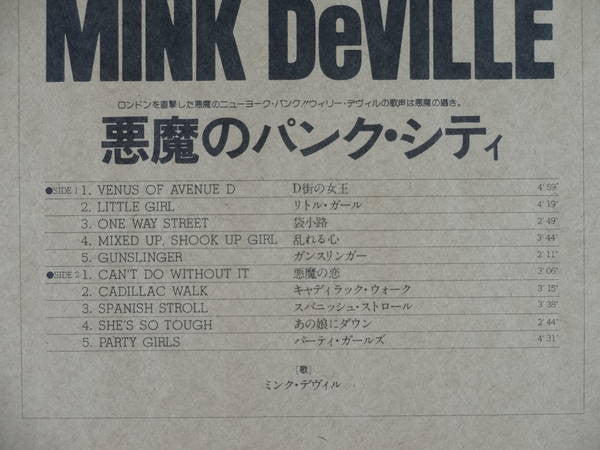 MINK DeVILLE
ロンドンを直撃した悪魔のニューヨーク・パンク!!ウィリー・デヴィルの歌声は悪魔の囁き。
悪魔のパンク・シティ
●SIDE 1 1. VENUS OF AVENUE D D街の女王 4'59"
2. LITTLE GIRL リトル・ガール 4'19"
3. ONE WAY STREET 袋小路 2'49"
4. MIXED UP, SHOOK UP GIRL 乱れる心 3'44"
5. GUNSLINGER ガンスリンガー 2'11"
●SIDE 2 1. CAN'T DO WITHOUT IT 悪魔の恋 3'06"
2. CADILLAC WALK キャディラック・ウォーク 3'15"
3. SPANISH STROLL スパニッシュ・ストロール 3'38"
4. SHE'S SO TOUGH あの娘にダウン 2'44"
5. PARTY GIRLS パーティ・ガールズ 4'31"
〔歌〕
ミンク・デヴィル